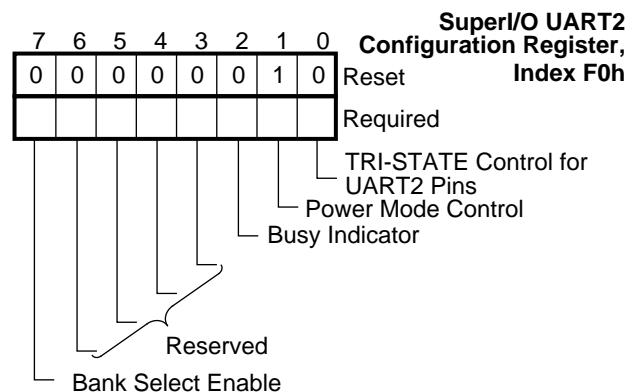 SuperI/O UART2
Configuration Register,
Index F0h
7 6 5 4 3 2 1 0
0 0 0 0 0 0 1 0 Reset
Required
TRI-STATE Control for
UART2 Pins
Power Mode Control
Busy Indicator
Reserved
Bank Select Enable